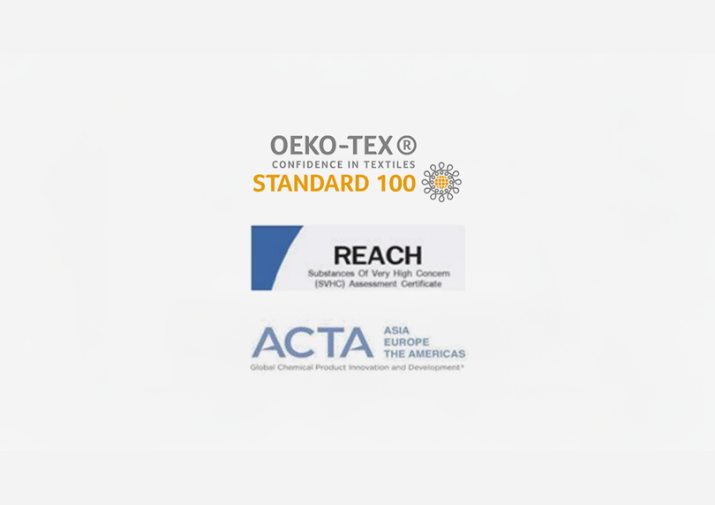 OEKO-TEX®
CONFIDENCE IN TEXTILES
STANDARD 100
REACH
Substances Of Very High Concern
(SVHC) Assessment Certificate
ACTA
ASIA
EUROPE
THE AMERICAS
Global Chemical Product Innovation and Development®